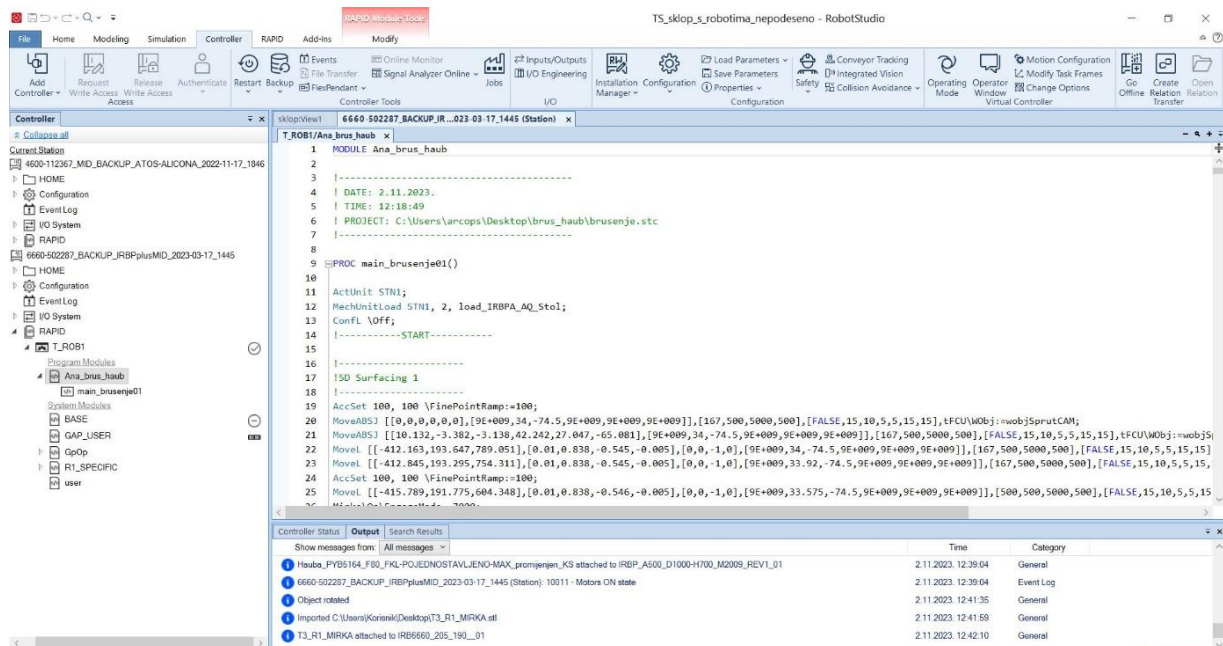 RAPID Module Tools
TS_sklop_s_robotima_nepodeseno - RobotStudio
File Home Modeling Simulation Controller RAPID Add-Ins Modify
Add Controller
Request Write Access
Release Write Access
Authenticate
Access
Restart
Backup
Events
File Transfer
FlexPendant
Online Monitor
Signal Analyzer Online
Jobs
Controller Tools
Inputs/Outputs
I/O Engineering
I/O
Installation Manager
Configuration
Load Parameters
Save Parameters
Properties
Safety
Conveyor Tracking
Integrated Vision
Collision Avoidance
Configuration
Operating Mode
Operator Window
Motion Configuration
Modify Task Frames
Change Options
Virtual Controller
Go Offline
Create Relation
Open Relation
Transfer
Controller
Collapse all
Current Station
4600-112367_MID_BACKUP_ATOS-ALICONA_2022-11-17_1846
HOME
Configuration
Event Log
I/O System
RAPID
6660-502287_BACKUP_IRBPplusMID_2023-03-17_1445
HOME
Configuration
Event Log
I/O System
RAPID
T_ROB1
Program Modules
Ana_brus_haub
main_brusenje01
System Modules
BASE
GAP_USER
GpOp
R1_SPECIFIC
user
sklop:View1 6660-502287_BACKUP_IR ...023-03-17_1445 (Station)
T_ROB1/Ana_brus_haub
1 MODULE Ana_brus_haub
2
3 !-----------------------------------------
4 ! DATE: 2.11.2023.
5 ! TIME: 12:18:49
6 ! PROJECT: C:\Users\arcops\Desktop\brus_haub\brusenje.stc
7 !-----------------------------------------
8
9 PROC main_brusenje01()
10
11 ActUnit STN1;
12 MechUnitLoad STN1, 2, load_IRBPA_AQ_Stol;
13 ConfL \Off;
14 !-----------START-----------
15
16 !----------------------
17 !5D Surfacing 1
18 !----------------------
19 AccSet 100, 100 \FinePointRamp:=100;
20 MoveABSJ [[0,0,0,0,0,0],[9E+009,34,-74.5,9E+009,9E+009,9E+009]],[167,500,5000,500],[FALSE,15,10,5,5,15,15],tFCU\WObj:=wobjSprutCAM;
21 MoveABSJ [[10.132,-3.382,-3.138,42.242,27.047,-65.081],[9E+009,34,-74.5,9E+009,9E+009,9E+009]],[167,500,5000,500],[FALSE,15,10,5,5,15,15],tFCU\WObj:=wobjS
22 MoveL [[-412.163,193.647,789.051],[0.01,0.838,-0.545,-0.005],[0,0,-1,0],[9E+009,34,-74.5,9E+009,9E+009,9E+009]],[167,500,5000,500],[FALSE,15,10,5,5,15,15]
23 MoveL [[-412.845,193.295,754.311],[0.01,0.838,-0.545,-0.005],[0,0,-1,0],[9E+009,33.92,-74.5,9E+009,9E+009,9E+009]],[167,500,5000,500],[FALSE,15,10,5,5,15,
24 AccSet 100, 100 \FinePointRamp:=100;
25 MoveL [[-415.789,191.775,604.348],[0.01,0.838,-0.546,-0.005],[0,0,-1,0],[9E+009,33.575,-74.5,9E+009,9E+009,9E+009]],[500,500,5000,500],[FALSE,15,10,5,5,15
Controller Status Output Search Results
Show messages from: All messages Time Category
Hauba_PYB5164_F80_FKL-POJEDNOSTAVLJENO-MAX_promijenjen_KS attached to IRBP_A500_D1000-H700_M2009_REV1_01 2.11.2023. 12:39:04 General
6660-502287_BACKUP_IRBPplusMID_2023-03-17_1445 (Station): 10011 - Motors ON state 2.11.2023. 12:39:04 Event Log
Object rotated 2.11.2023. 12:41:35 General
Imported C:\Users\Korisnik\Desktop\T3_R1_MIRKA.stl 2.11.2023. 12:41:59 General
T3_R1_MIRKA attached to IRB6660_205_190__01 2.11.2023. 12:42:10 General